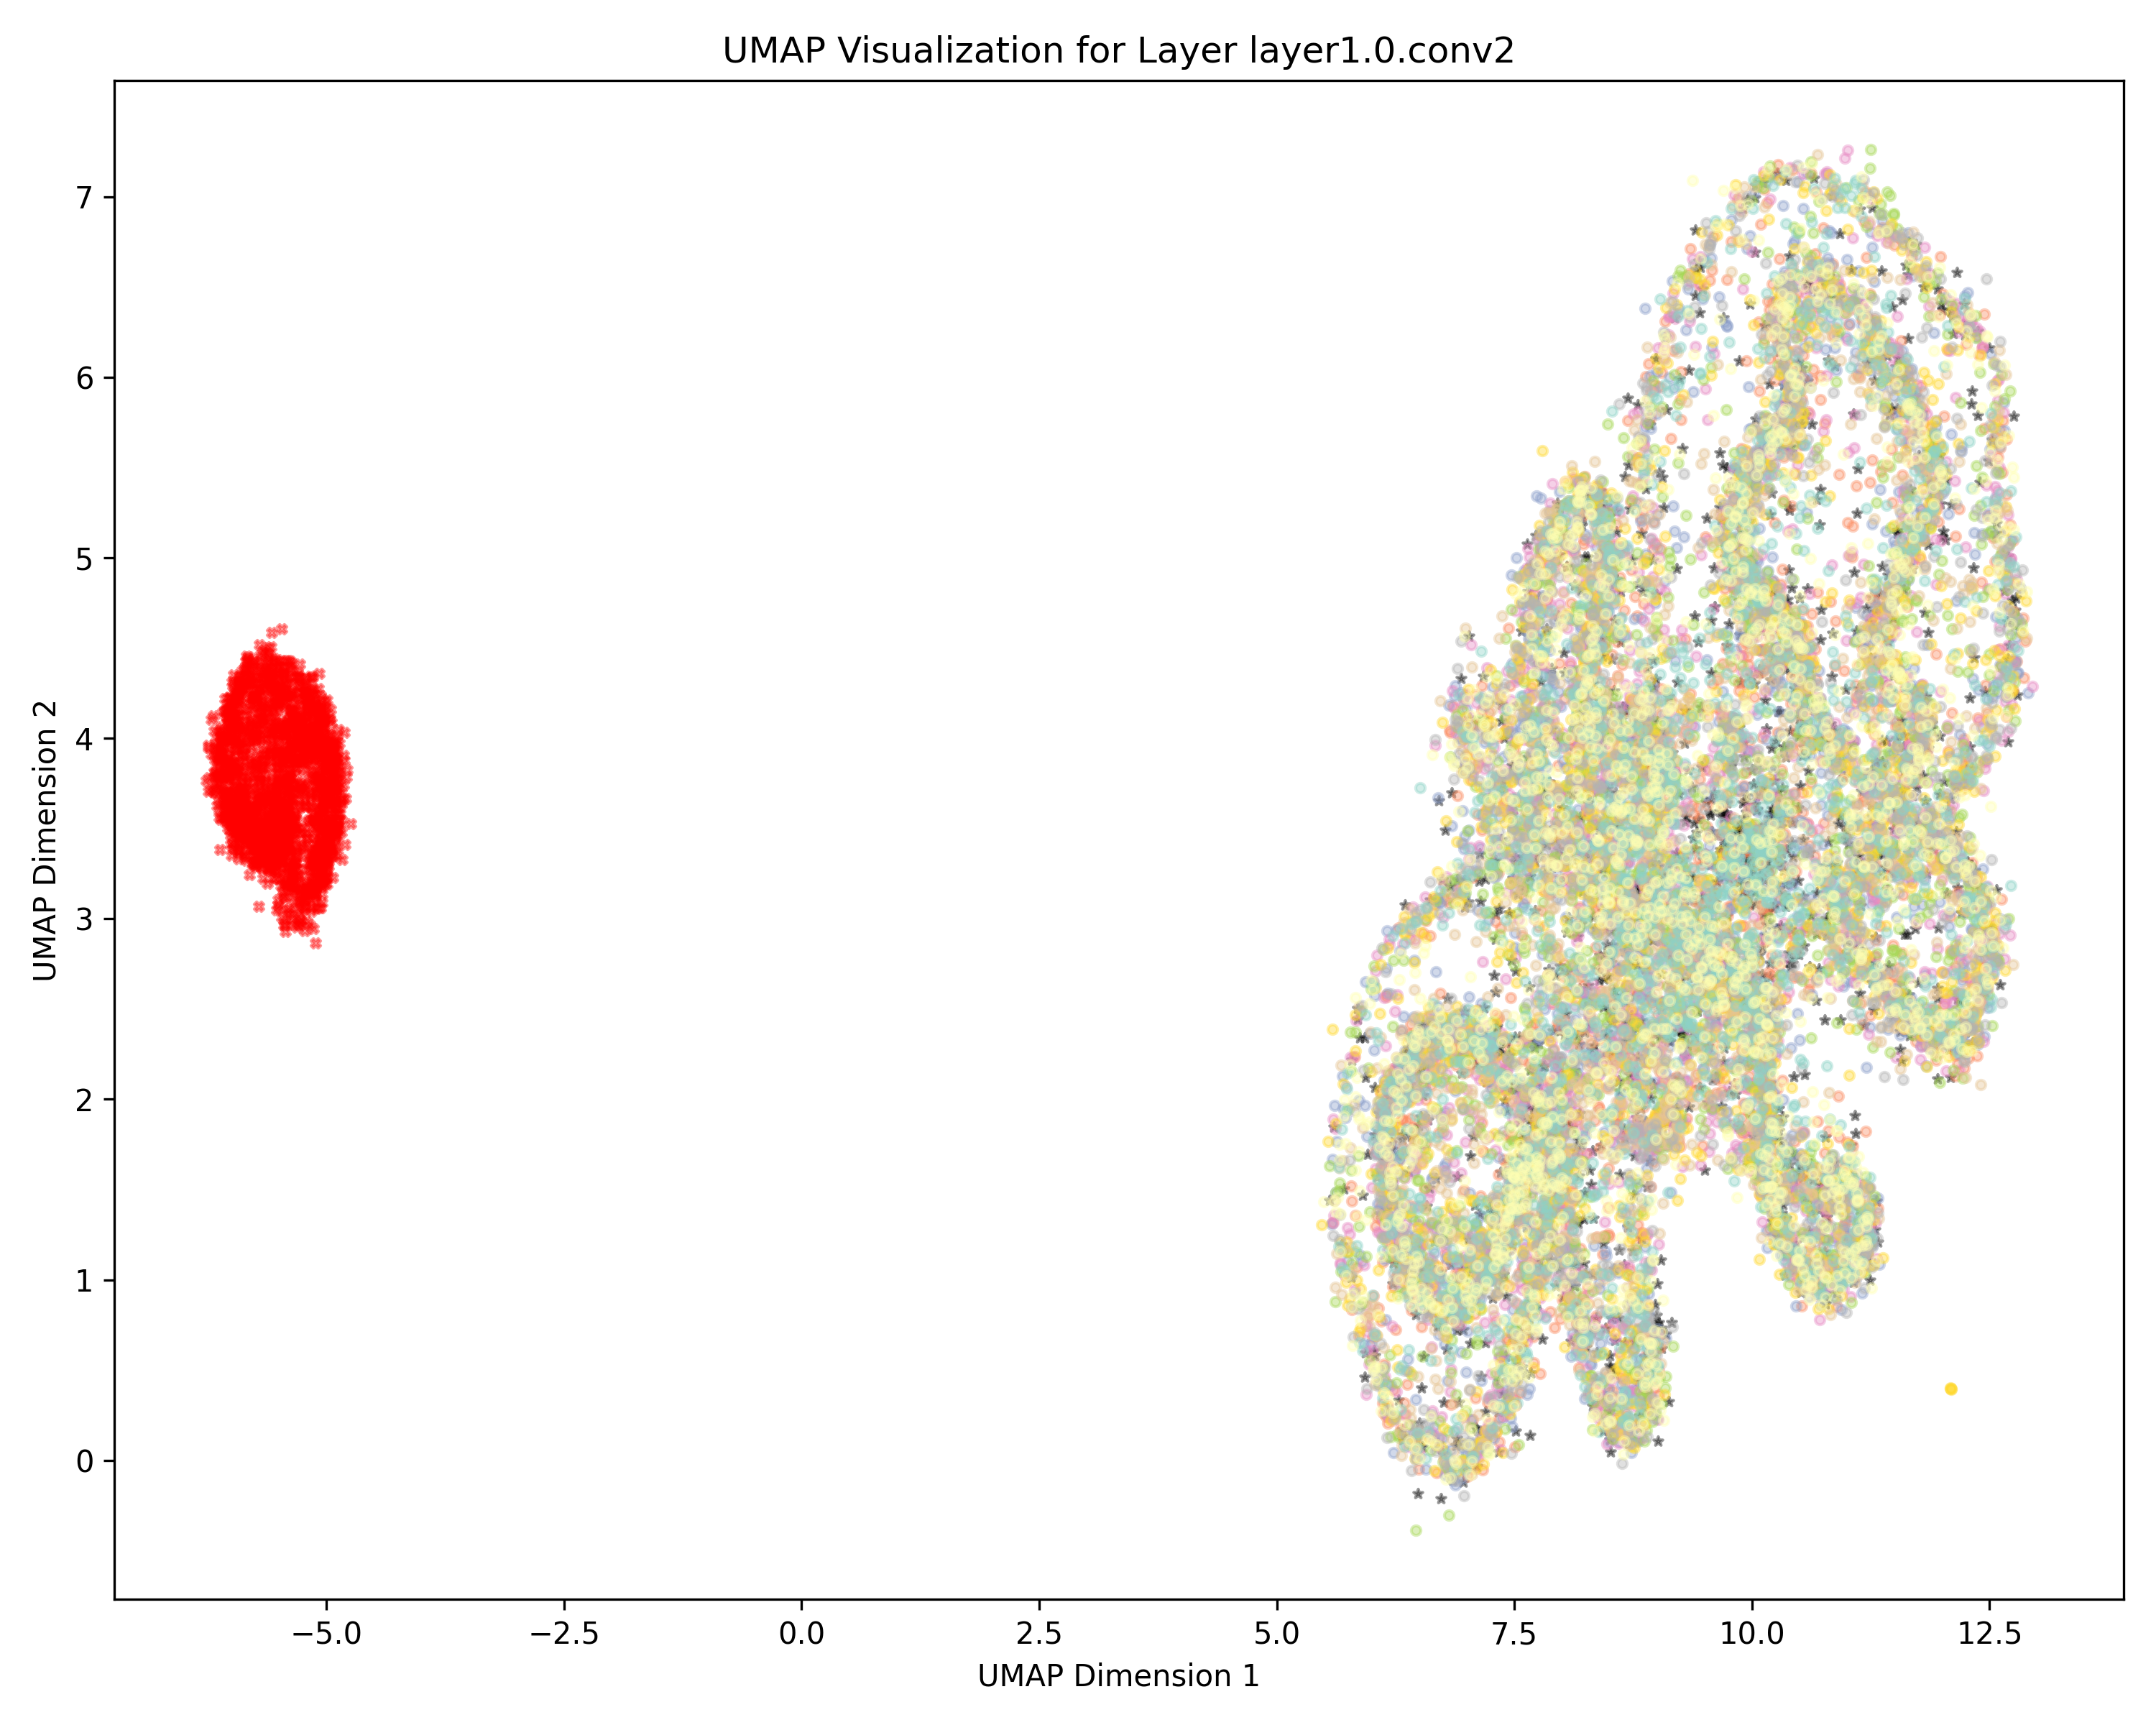 UMAP Visualization for Layer layer1.0.conv2
7
6
5
4
3
2
1
0
UMAP Dimension 2
−5.0 −2.5 0.0 2.5 5.0 7.5 10.0 12.5
UMAP Dimension 1